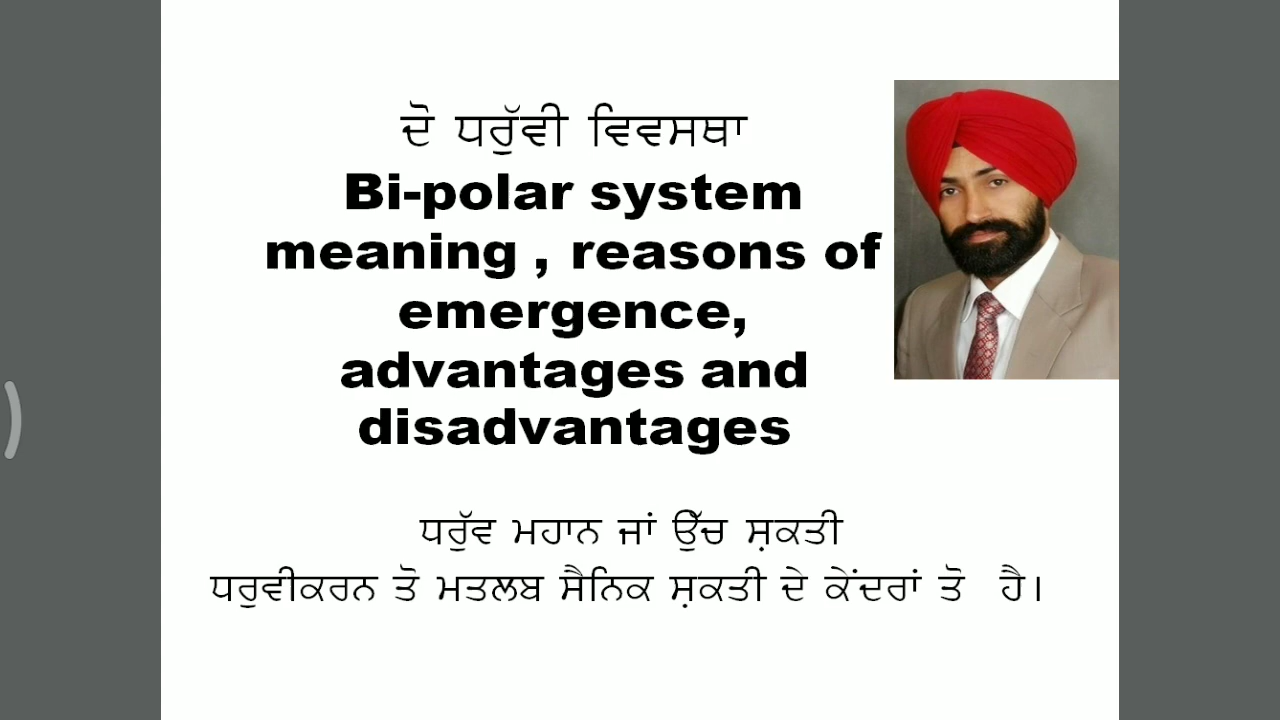 ਦੋ ਧਰੁੱਵੀ ਵਿਵਸਥਾ
Bi-polar system
meaning , reasons of
emergence,
advantages and
disadvantages
ਧਰੁੱਵ ਮਹਾਨ ਜਾਂ ਉੱਚ ਸ਼ਕਤੀ
ਧਰੁਵੀਕਰਨ ਤੋ ਮਤਲਬ ਸੈਨਿਕ ਸ਼ਕਤੀ ਦੇ ਕੇਂਦਰਾਂ ਤੋ ਹੈ।